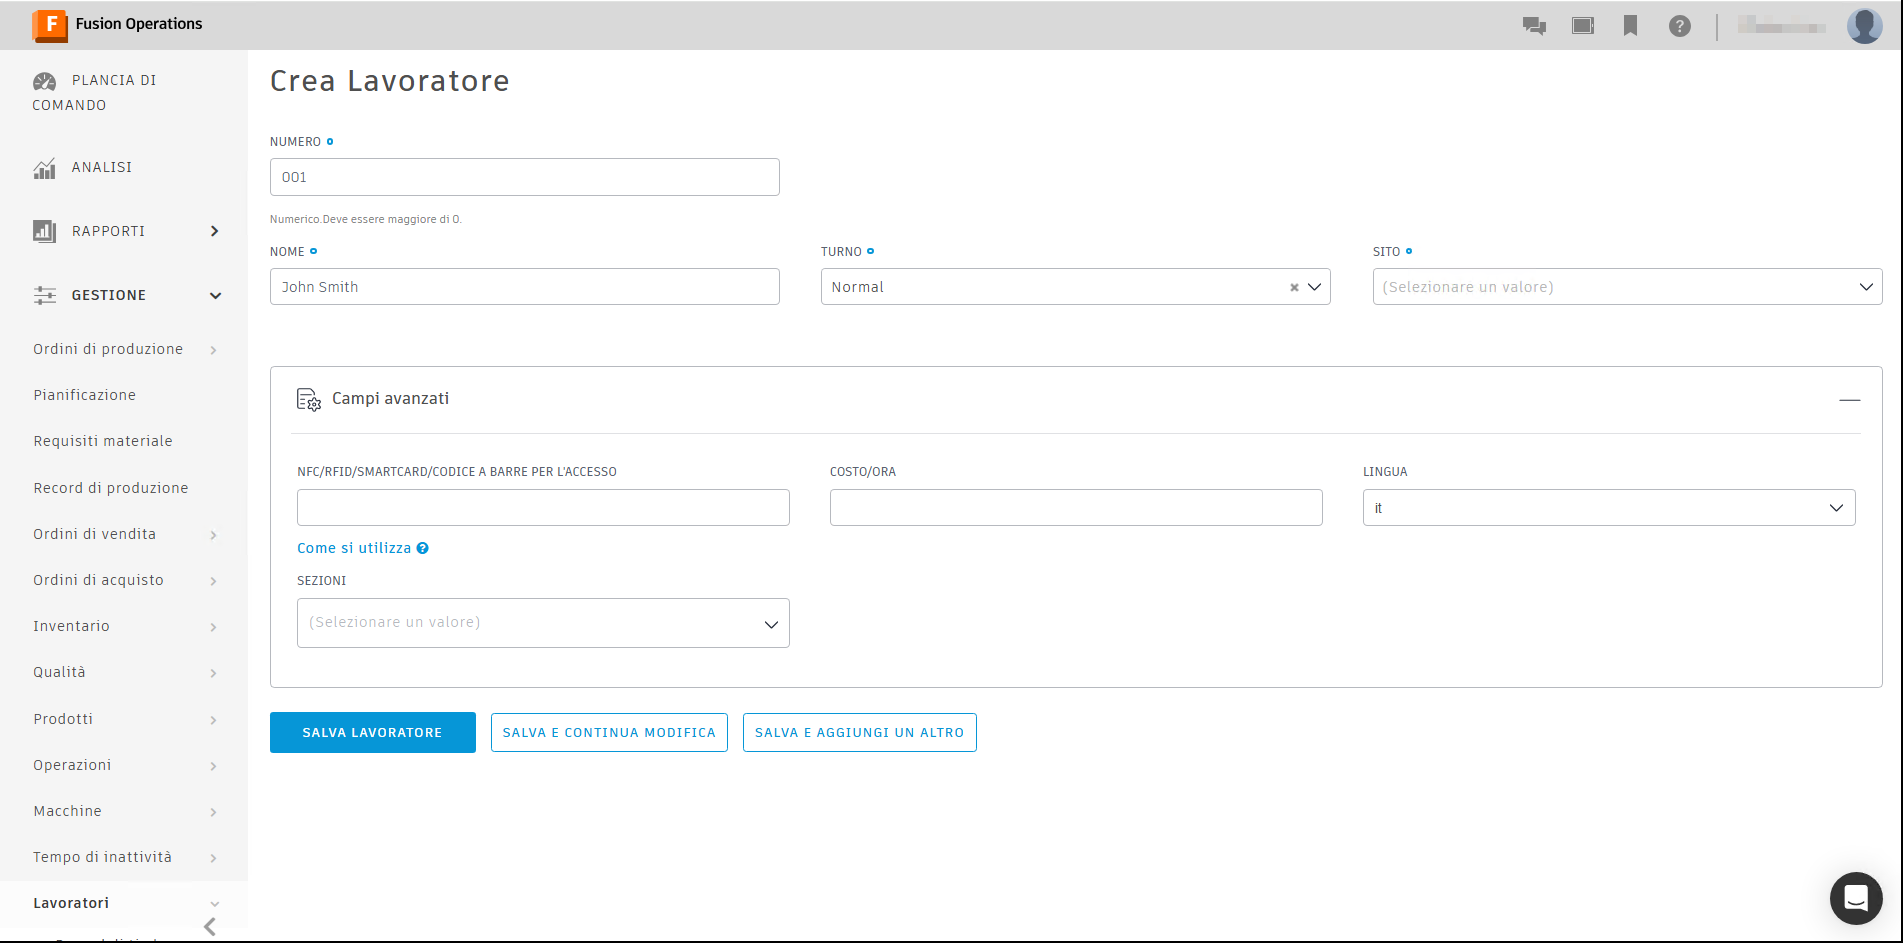 F Fusion Operations
PLANCIA DI
COMANDO
ANALISI
RAPPORTI
GESTIONE
Ordini di produzione
Pianificazione
Requisiti materiale
Record di produzione
Ordini di vendita
Ordini di acquisto
Inventario
Qualità
Prodotti
Operazioni
Macchine
Tempo di inattività
Lavoratori
Crea Lavoratore
NUMERO
001
Numerico.Deve essere maggiore di 0.
NOME
John Smith
TURNO
Normal
SITO
(Selezionare un valore)
Campi avanzati
NFC/RFID/SMARTCARD/CODICE A BARRE PER L'ACCESSO
COSTO/ORA
LINGUA
it
Come si utilizza ?
SEZIONI
(Selezionare un valore)
SALVA LAVORATORE
SALVA E CONTINUA MODIFICA
SALVA E AGGIUNGI UN ALTRO